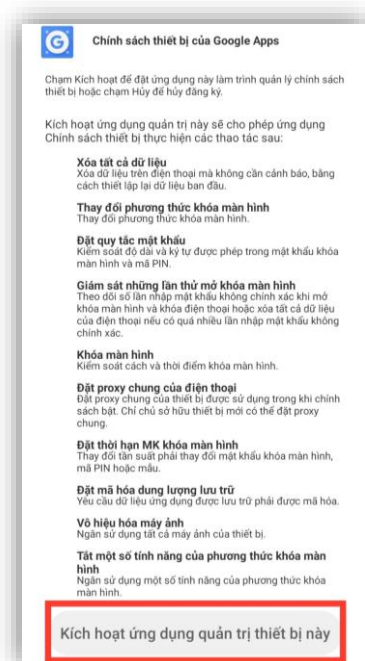 Chính sách thiết bị của Google Apps
Chạm Kích hoạt để đặt ứng dụng này làm trình quản lý chính sách
thiết bị hoặc chạm Hủy để hủy đăng ký.
Kích hoạt ứng dụng quản trị này sẽ cho phép ứng dụng
Chính sách thiết bị thực hiện các thao tác sau:
Xóa tất cả dữ liệu
Xóa dữ liệu trên điện thoại mà không cần cảnh báo, bằng
cách thiết lập lại dữ liệu ban đầu.
Thay đổi phương thức khóa màn hình
Thay đổi phương thức khóa màn hình.
Đặt quy tắc mật khẩu
Kiểm soát độ dài và ký tự được phép trong mật khẩu khóa
màn hình và mã PIN.
Giám sát những lần thử mở khóa màn hình
Theo dõi số lần nhập mật khẩu không chính xác khi mở
khóa màn hình và khóa điện thoại hoặc xóa tất cả dữ liệu
của điện thoại nếu có quá nhiều lần nhập mật khẩu không
chính xác.
Khóa màn hình
Kiểm soát cách và thời điểm khóa màn hình.
Đặt proxy chung của điện thoại
Đặt proxy chung của thiết bị được sử dụng trong khi chính
sách bật. Chỉ chủ sở hữu thiết bị mới có thể đặt proxy
chung.
Đặt thời hạn MK khóa màn hình
Thay đổi tần suất phải thay đổi mật khẩu khóa màn hình,
mã PIN hoặc mẫu.
Đặt mã hóa dung lượng lưu trữ
Yêu cầu dữ liệu ứng dụng được lưu trữ phải được mã hóa.
Vô hiệu hóa máy ảnh
Ngăn sử dụng tất cả máy ảnh của thiết bị.
Tắt một số tính năng của phương thức khóa màn
hình
Ngăn sử dụng một số tính năng của phương thức khóa
màn hình.
Kích hoạt ứng dụng quản trị thiết bị này